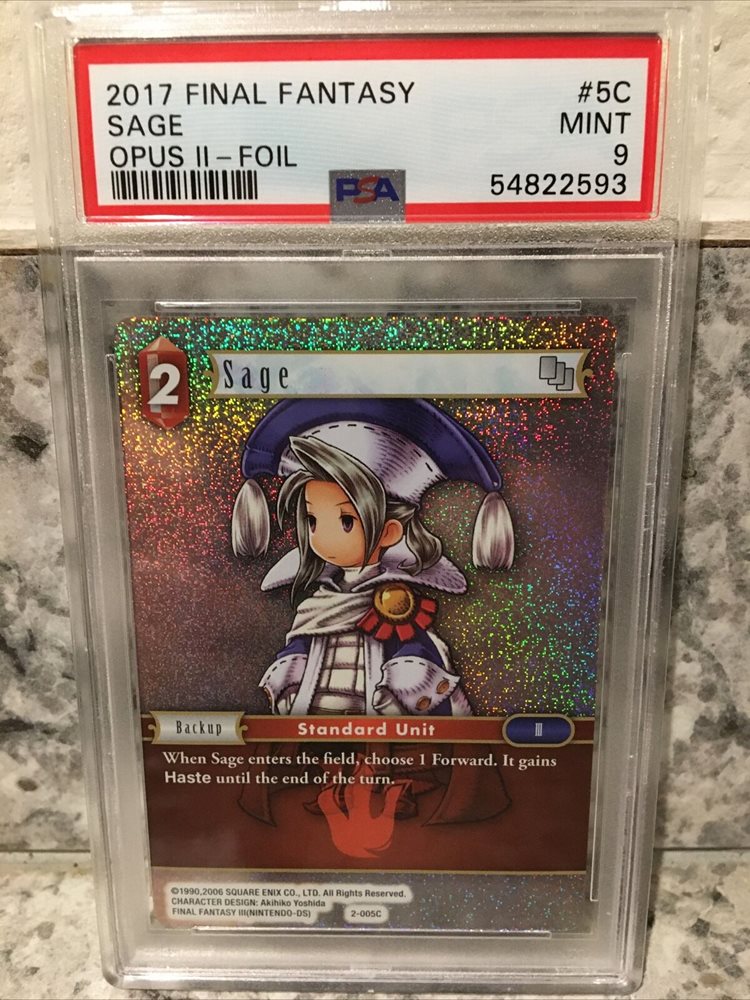 2017 FINAL FANTASY #5C
SAGE MINT
OPUS II – FOIL 9
PSA 54822593
2 Sage
Backup Standard Unit III
When Sage enters the field, choose 1 Forward. It gains
Haste until the end of the turn.
©1990,2006 SQUARE ENIX CO., LTD. All Rights Reserved.
CHARACTER DESIGN: Akihiko Yoshida
FINAL FANTASY III(NINTENDO-DS) 2-005C